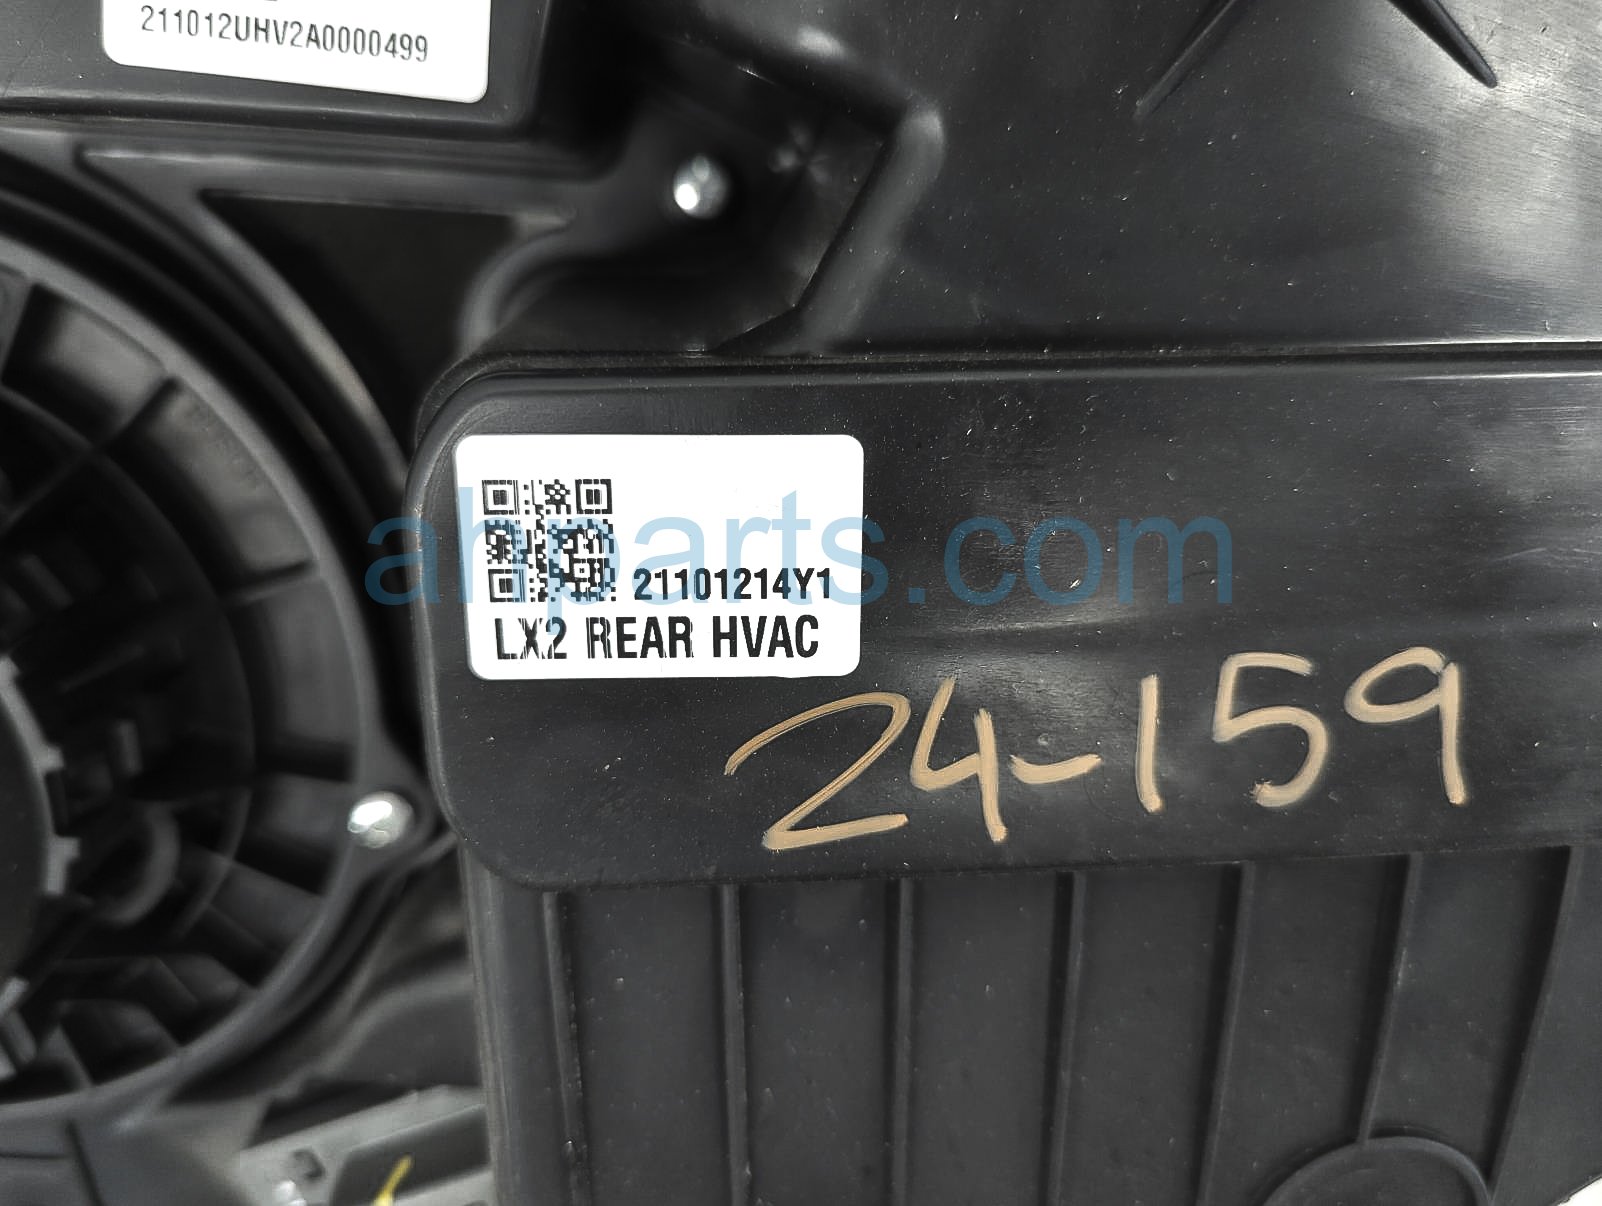 211012UHV2A0000499
21101214Y1
LX2 REAR HVAC
24-159
ahparts.com